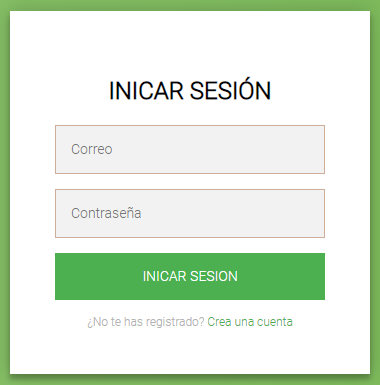 INICAR SESIÓN
Correo
Contraseña
INICAR SESION
¿No te has registrado? Crea una cuenta